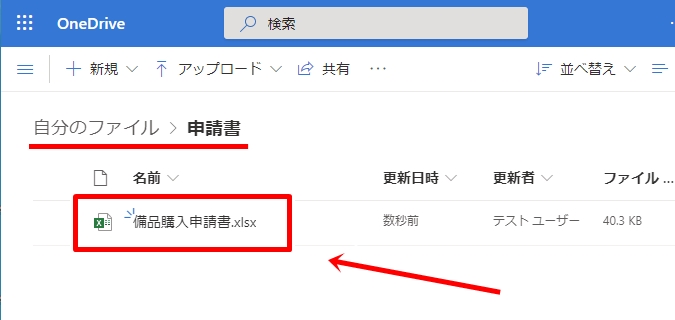 OneDrive 検索
新規 アップロード 共有 ··· 並べ替え
自分のファイル > 申請書
名前 更新日時 更新者 ファイル ...
備品購入申請書.xlsx 数秒前 テスト ユーザー 40.3 KB